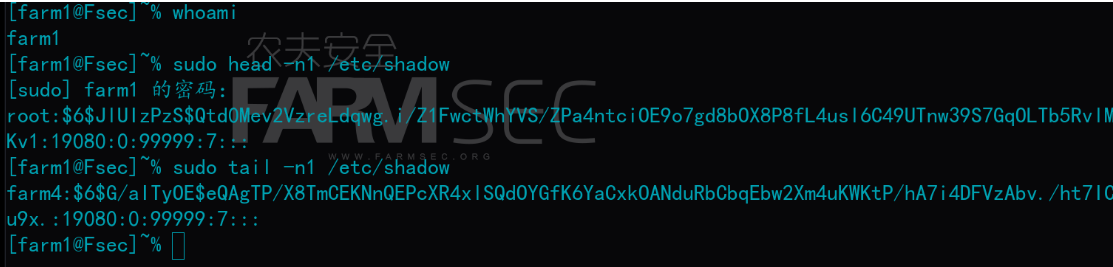 [farm1@Fsec]~% whoami
farm1
农夫安全
[farm1@Fsec]~% sudo head -n1 /etc/shadow
[sudo] farm1 的密码:
FARMSEC
root:$6$JlUlzPzS$QtdOMev2VzreLdqwg.i/Z1FwctWhYVS/ZPa4ntciOE9o7gd8bOX8P8fL4usl6C49UTnw39S7GqOLTb5RvlM
Kv1:19080:0:99999:7:::
WWW.FARMSEC.ORG
[farm1@Fsec]~% sudo tail -n1 /etc/shadow
farm4:$6$G/alTyOE$eQAgTP/X8TmCEKNnQEPcXR4xlSQdOYGfK6YaCxkOANduRbCbqEbw2Xm4uKWKtP/hA7i4DFVzAbv./ht7lC
u9x.:19080:0:99999:7:::
[farm1@Fsec]~%